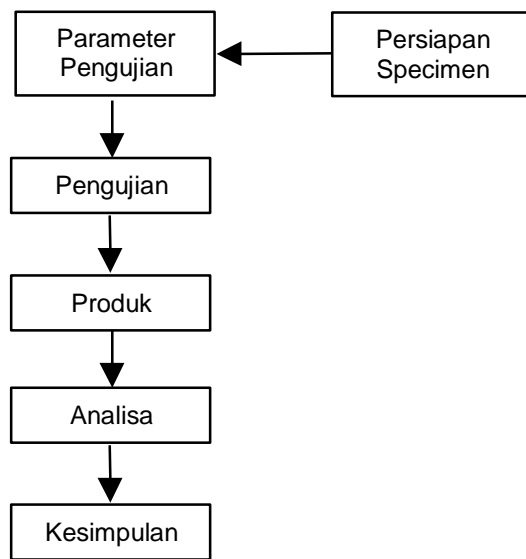 Parameter
Pengujian
Persiapan
Specimen
Pengujian
Produk
Analisa
Kesimpulan